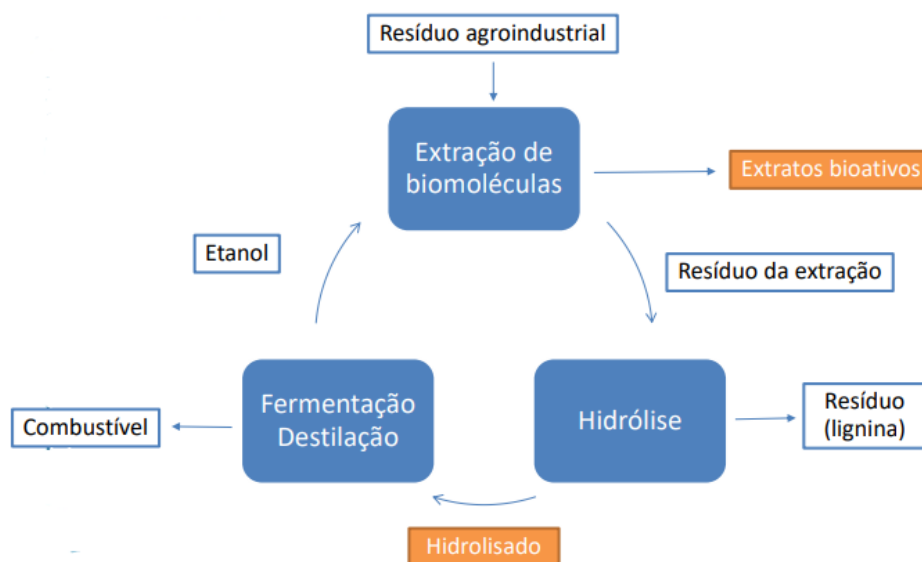 Resíduo agroindustrial
Extração de
biomoléculas
Extratos bioativos
Etanol
Resíduo da extração
Fermentação
Destilação
Hidrólise
Combustível
Resíduo
(lignina)
Hidrolisado